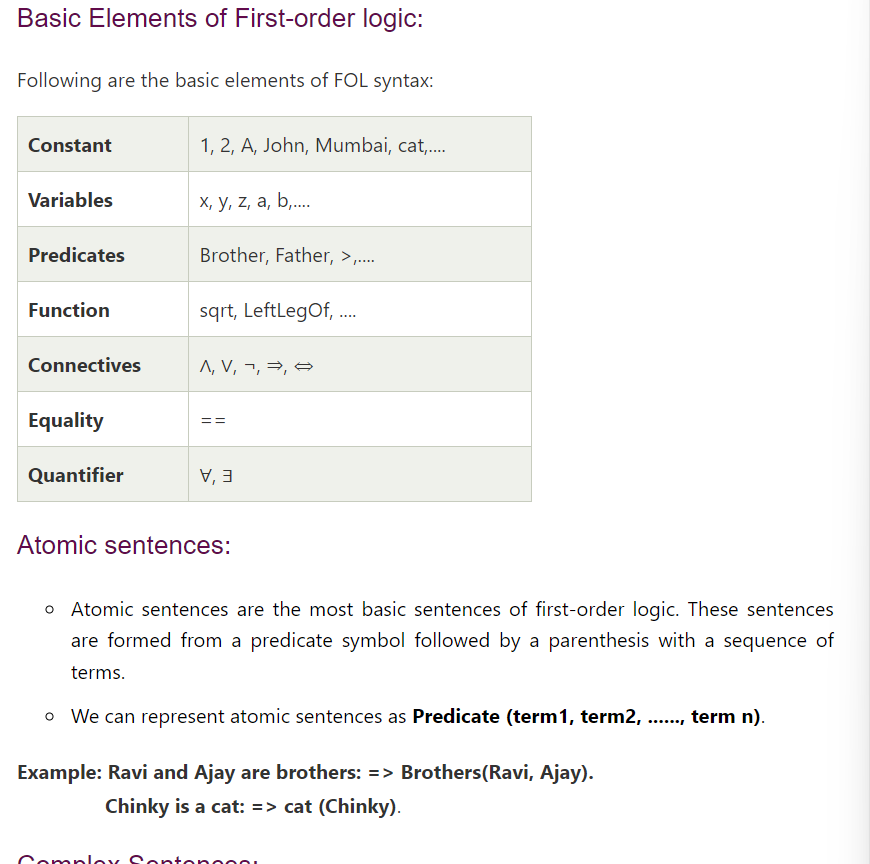 Basic Elements of First-order logic:
Following are the basic elements of FOL syntax:
Constant 1, 2, A, John, Mumbai, cat,....
Variables x, y, z, a, b,....
Predicates Brother, Father, >,....
Function sqrt, LeftLegOf, ....
Connectives ∧, ∨, ¬, ⇒, ⇔
Equality ==
Quantifier ∀, ∃
Atomic sentences:
Atomic sentences are the most basic sentences of first-order logic. These sentences
are formed from a predicate symbol followed by a parenthesis with a sequence of
terms.
We can represent atomic sentences as Predicate (term1, term2, ......, term n).
Example: Ravi and Ajay are brothers: => Brothers(Ravi, Ajay).
Chinky is a cat: => cat (Chinky).
Complex Sentences: